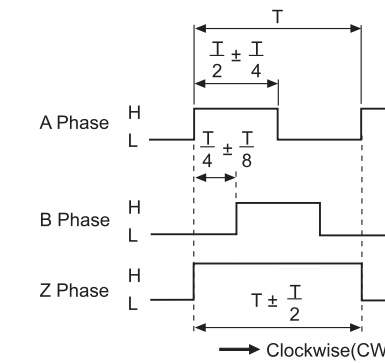 T
T/2 ± T/4
A Phase H
L
T/4 ± T/8
B Phase H
L
Z Phase H
L
T ± T/2
Clockwise(CW